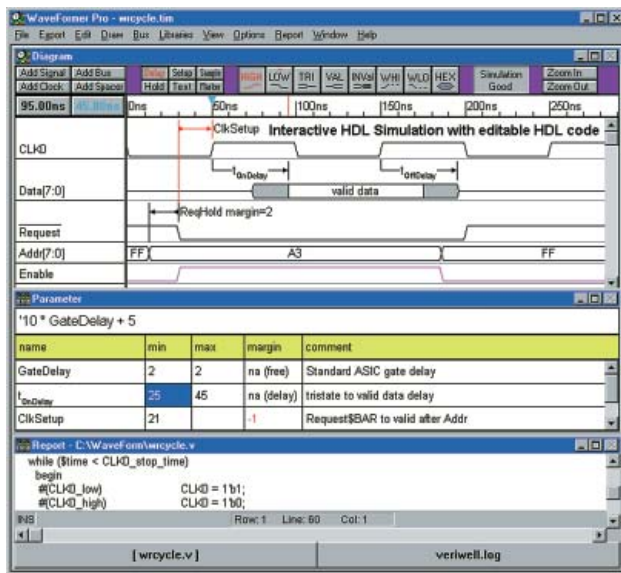 WaveFormer Pro - wrcycle.tim
File Export Edit Draw Bus Libraries View Options Report Window Help
Diagram
Add Signal Add Bus Delay Setup Sample HIGH LOW TRI VAL INVal WHI WLO HEX Simulation Zoom In
Add Clock Add Spacer Hold Text Marker Good Zoom Out
95.00ns 45.00ns 0ns 50ns 100ns 150ns 200ns 250ns
ClkSetup Interactive HDL Simulation with editable HDL code
CLK0
tOnDelay tOffDelay
Data[7:0] valid data
ReqHold margin=2
Request
Addr[7:0] FF A3 FF
Enable
Parameter
'10 * GateDelay + 5
name min max margin comment
GateDelay 2 2 na (free) Standard ASIC gate delay
tOnDelay 25 45 na (delay) tristate to valid data delay
ClkSetup 21 -1 Request$BAR to valid after Addr
Report - C:\WaveForm\wrcycle.v
while ($time < CLK0_stop_time)
begin
#(CLK0_low) CLK0 = 1'b1;
#(CLK0_high) CLK0 = 1'b0;
INS Row: 1 Line: 60 Col: 1
[ wrcycle.v ] veriwell.log